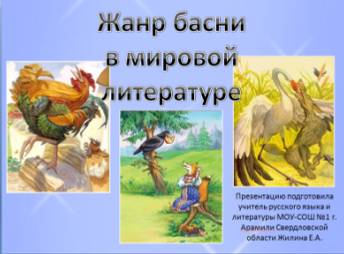 Жанр басни
в мировой
литературе
Презентацию подготовила
учитель русского языка и
литературы МОУ-СОШ №1 г.
Арамили Свердловской
области Жилина Е.А.